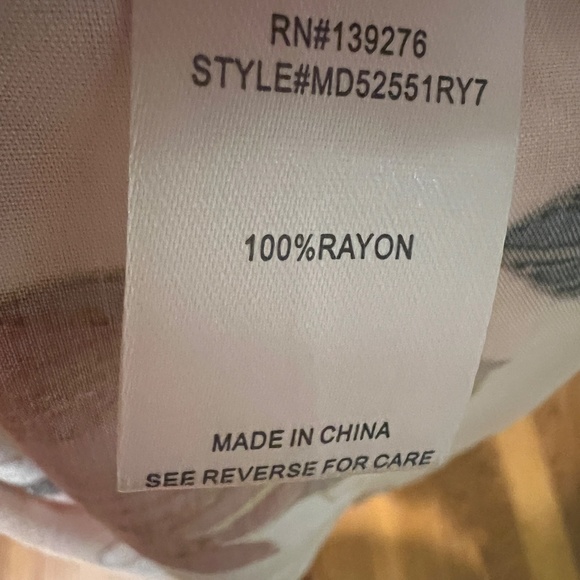 RN#139276
STYLE#MD52551RY7
100%RAYON
MADE IN CHINA
SEE REVERSE FOR CARE